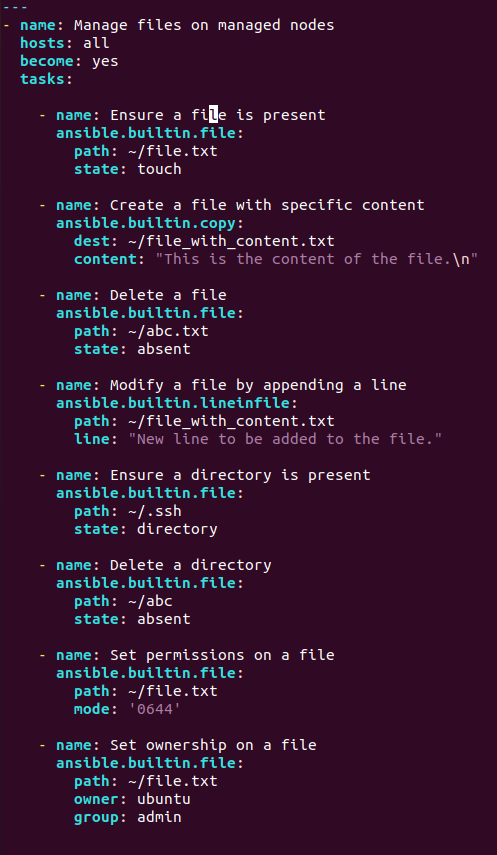 ---
- name: Manage files on managed nodes
  hosts: all
  become: yes
  tasks:

    - name: Ensure a file is present
      ansible.builtin.file:
        path: ~/file.txt
        state: touch

    - name: Create a file with specific content
      ansible.builtin.copy:
        dest: ~/file_with_content.txt
        content: "This is the content of the file.\n"

    - name: Delete a file
      ansible.builtin.file:
        path: ~/abc.txt
        state: absent

    - name: Modify a file by appending a line
      ansible.builtin.lineinfile:
        path: ~/file_with_content.txt
        line: "New line to be added to the file."

    - name: Ensure a directory is present
      ansible.builtin.file:
        path: ~/.ssh
        state: directory

    - name: Delete a directory
      ansible.builtin.file:
        path: ~/abc
        state: absent

    - name: Set permissions on a file
      ansible.builtin.file:
        path: ~/file.txt
        mode: '0644'

    - name: Set ownership on a file
      ansible.builtin.file:
        path: ~/file.txt
        owner: ubuntu
        group: admin